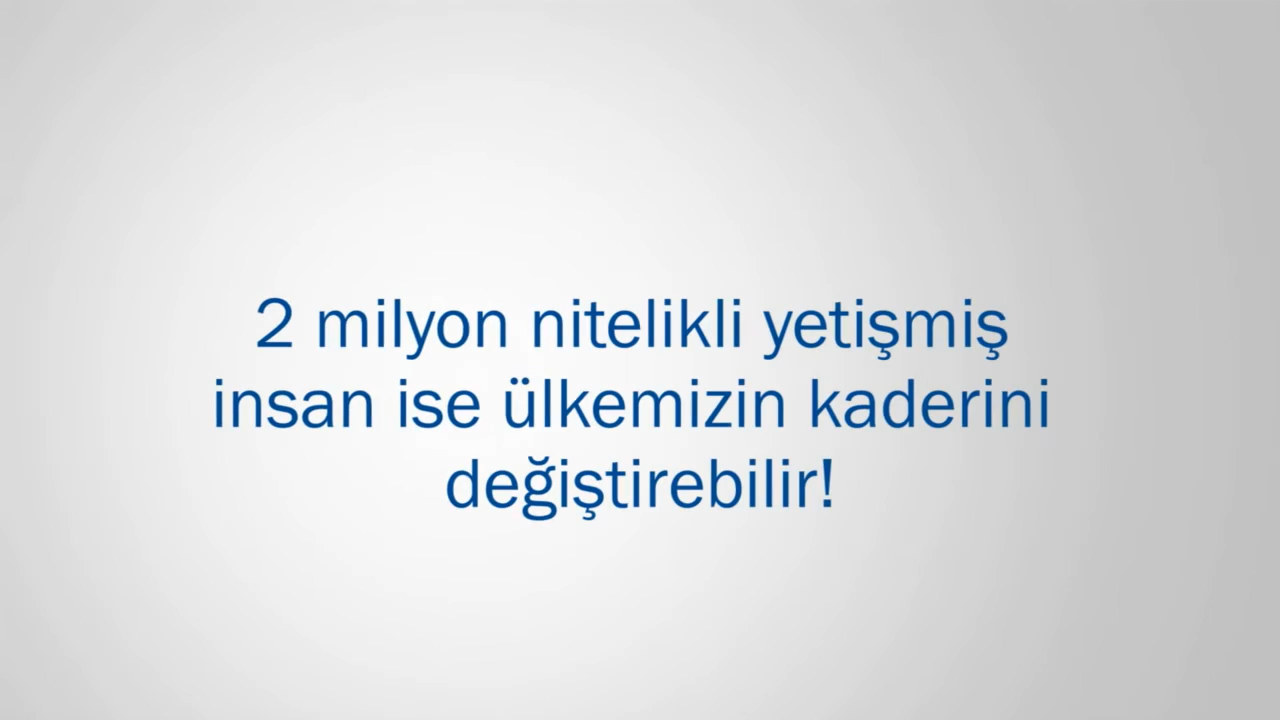 2 milyon nitelikli yetişmiş
insan ise ülkemizin kaderini
değiştirebilir!